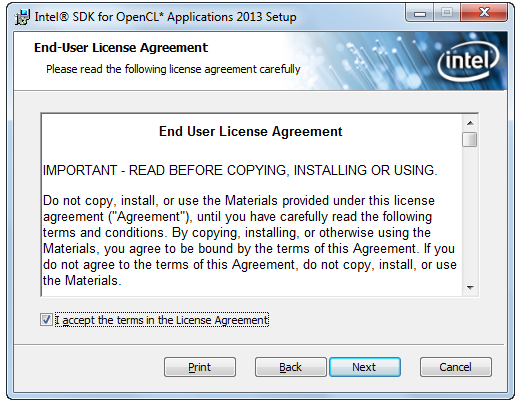 Intel® SDK for OpenCL* Applications 2013 Setup
End-User License Agreement
Please read the following license agreement carefully
intel
End User License Agreement
IMPORTANT - READ BEFORE COPYING, INSTALLING OR USING.
Do not copy, install, or use the Materials provided under this license
agreement ("Agreement"), until you have carefully read the following
terms and conditions. By copying, installing, or otherwise using the
Materials, you agree to be bound by the terms of this Agreement. If you
do not agree to the terms of this Agreement, do not copy, install, or use
the Materials.
I accept the terms in the License Agreement
Print
Back
Next
Cancel